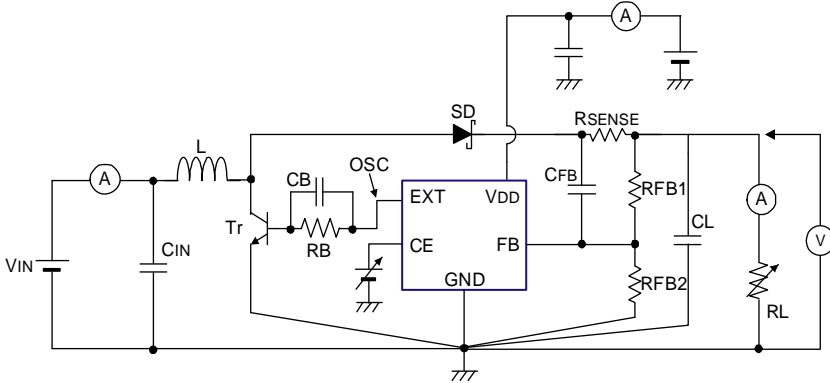 A
SD
RSENSE
L
OSC
A
CB
EXT
VDD
CFB
RFB1
A
Tr
RB
CE
FB
CL
V
VIN
CIN
GND
RFB2
RL